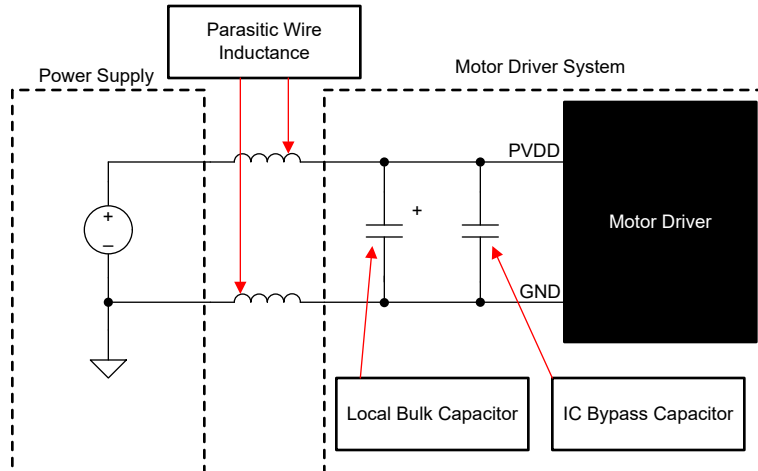 Parasitic Wire
Inductance
Power Supply
Motor Driver System
PVDD
+
+
–
Motor Driver
GND
Local Bulk Capacitor
IC Bypass Capacitor